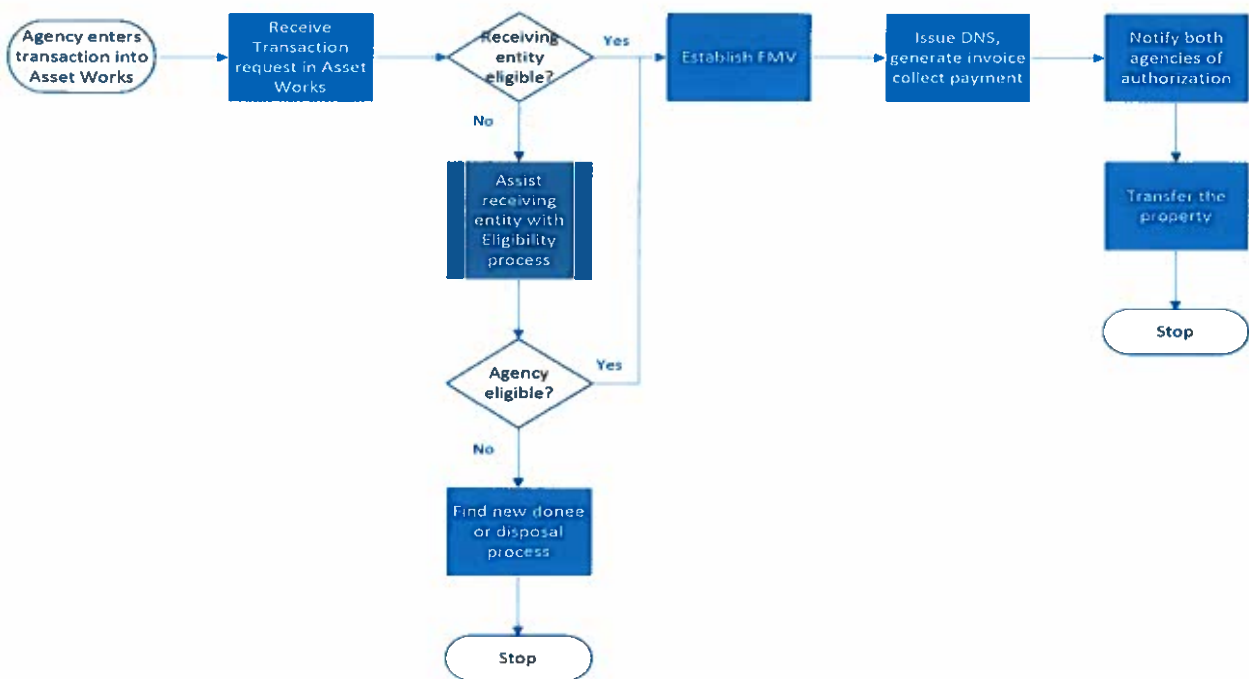 Agency enters
transaction into
Asset Works
Receive
Transaction
request in Asset
Works
Receiving
entity
eligible?
Yes
Establish FMV
Issue DNS,
generate invoice
collect payment
Notify both
agencies of
authorization
No
Assist
receiving
entity with
Eligibility
process
Transfer the
property
Stop
Agency
eligible?
Yes
No
Find new donee
or disposal
process
Stop